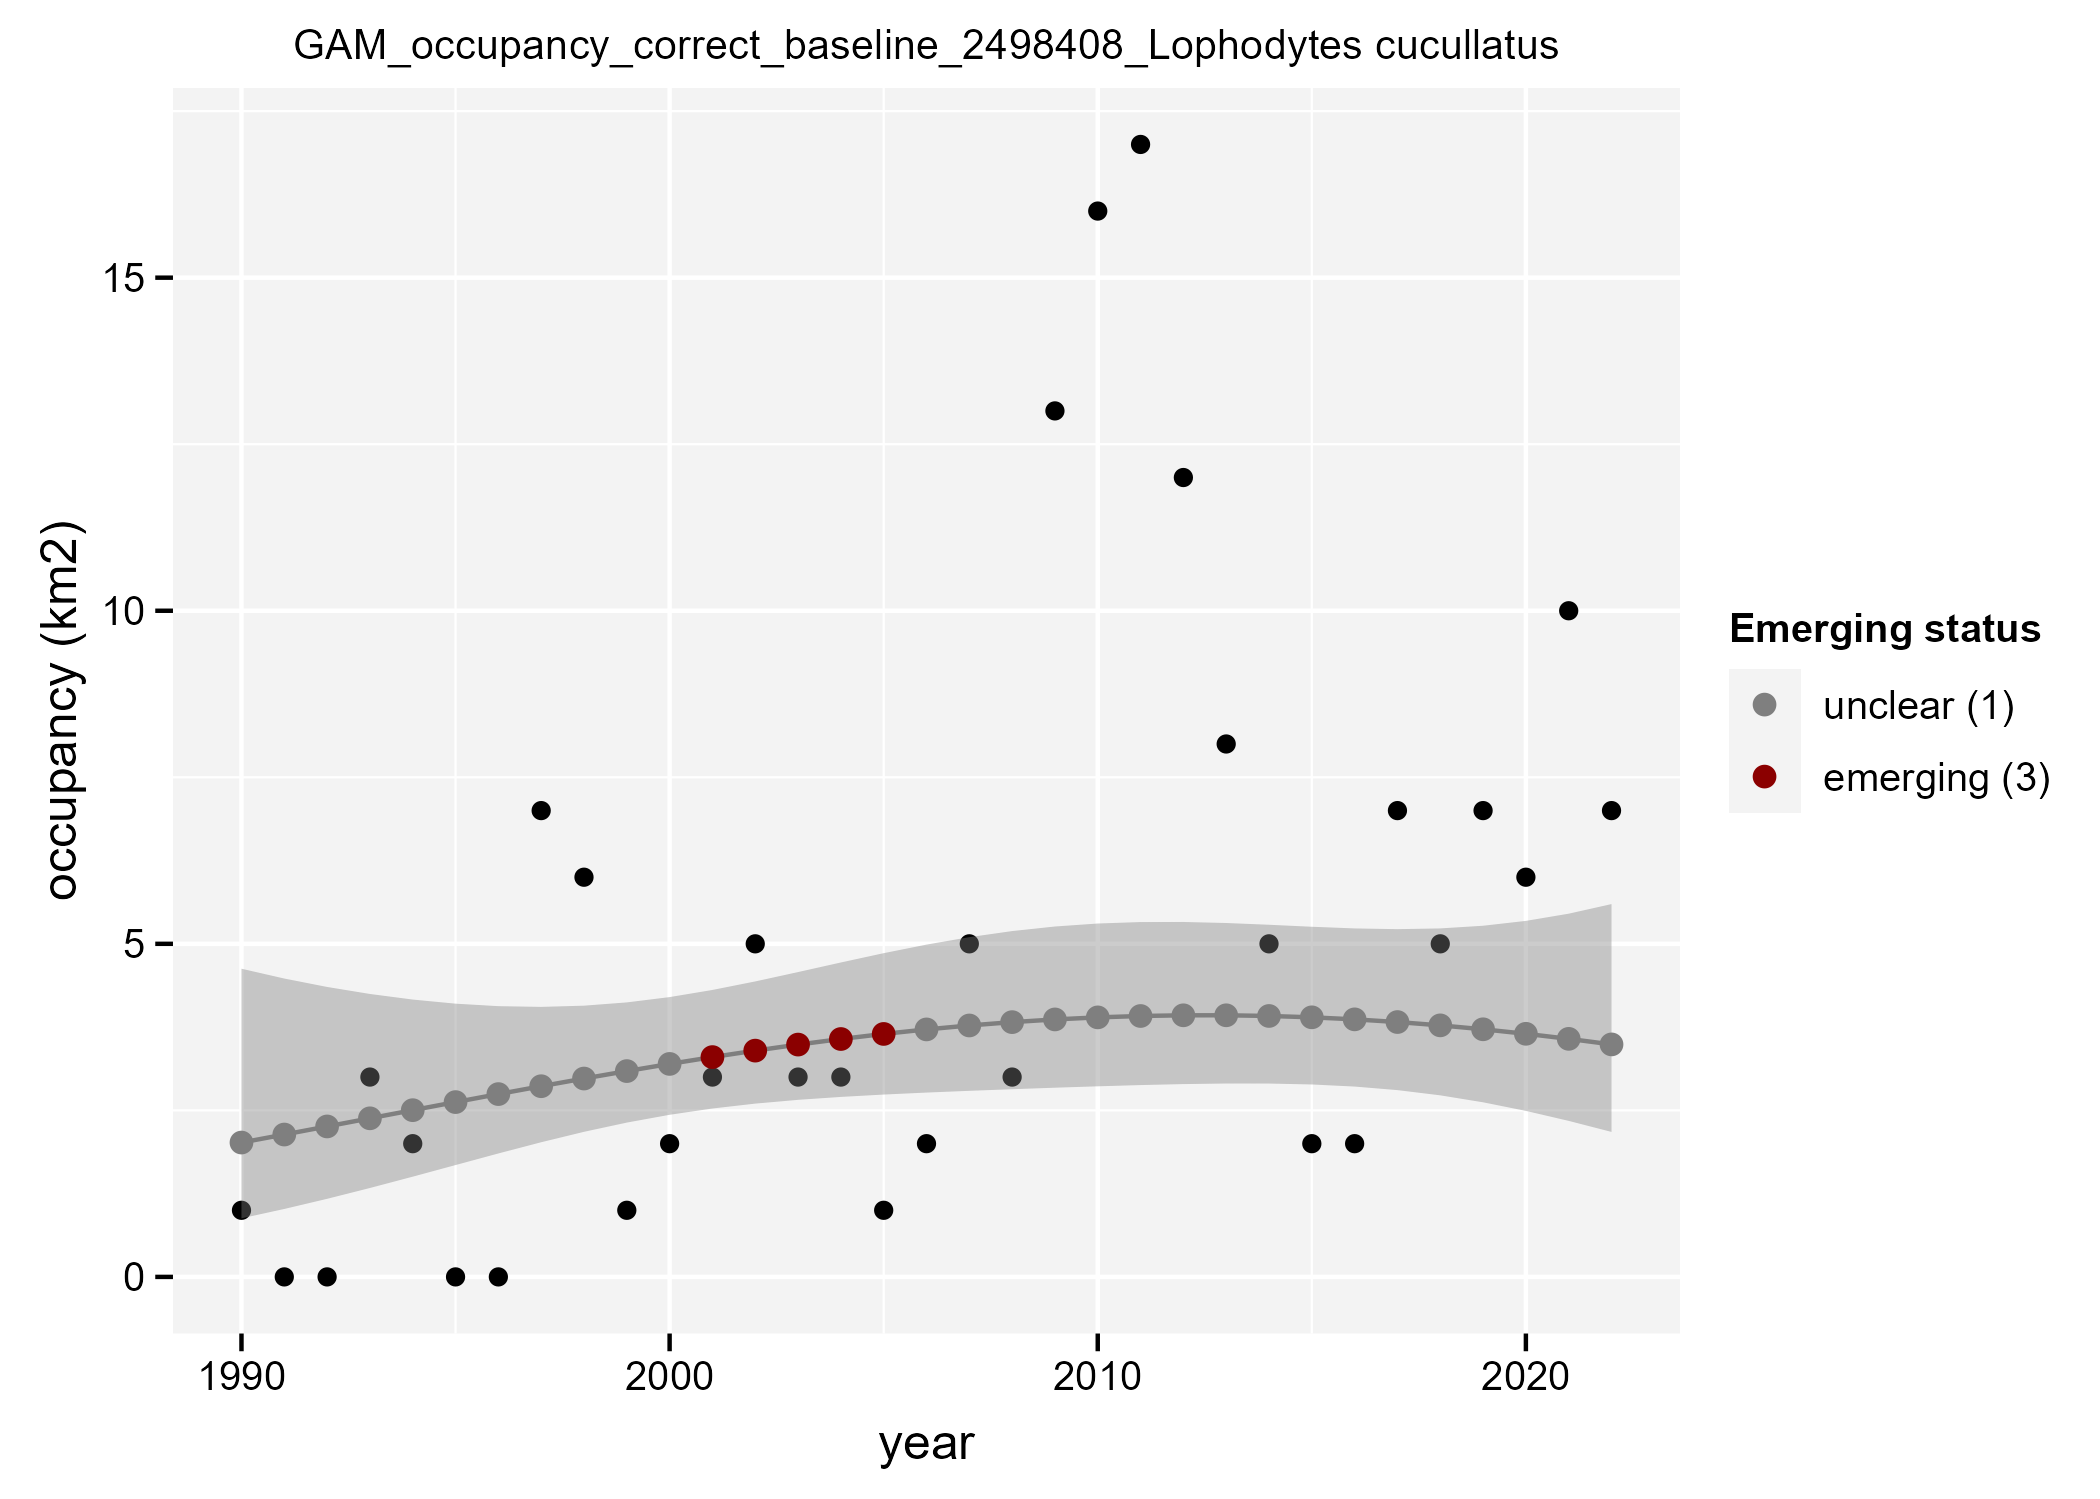 GAM_occupancy_correct_baseline_2498408_Lophodytes cucullatus
occupancy (km2)
15
10
5
0
1990
2000
2010
2020
year
Emerging status
unclear (1)
emerging (3)